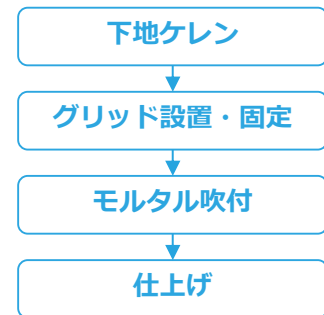 下地ケレン
グリッド設置・固定
モルタル吹付
仕上げ